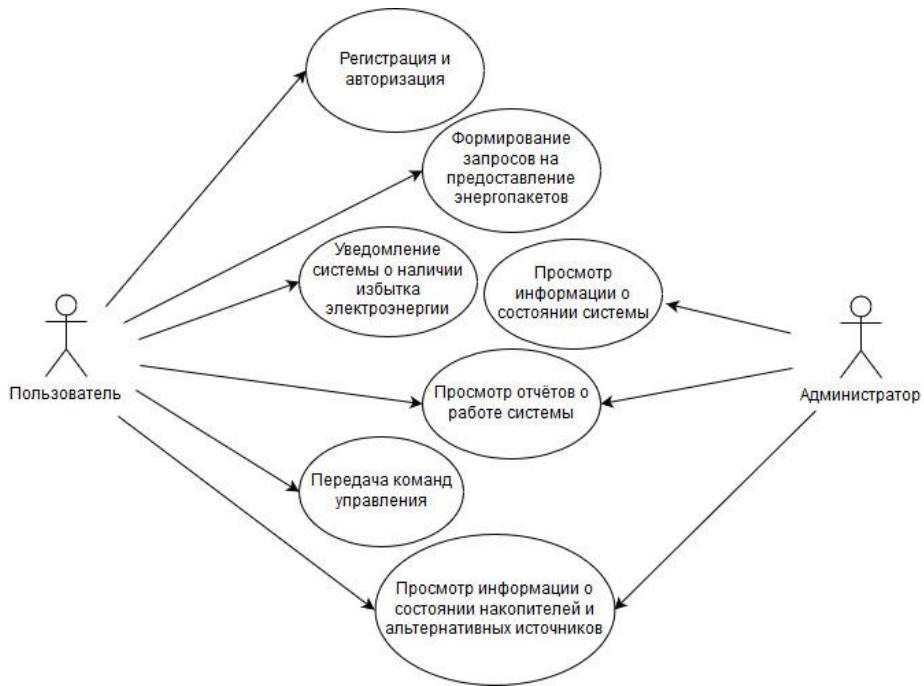 Регистрация и
авторизация
Формирование
запросов на
предоставление
энергопакетов
Уведомление
системы о наличии
избытка
электроэнергии
Просмотр
информации о
состоянии системы
Пользователь
Просмотр отчётов о
работе системы
Администратор
Передача команд
управления
Просмотр информации о
состоянии накопителей и
альтернативных источников